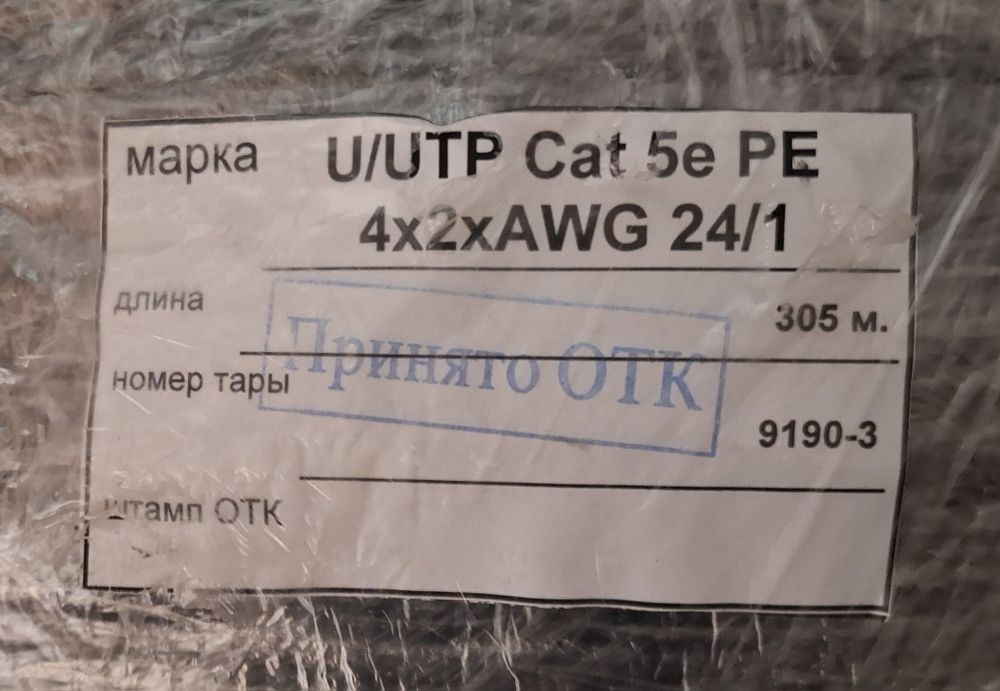 марка U/UTP Cat 5e PE
4x2xAWG 24/1
длина 305 м.
Принято ОТК
номер тары 9190-3
штамп ОТК